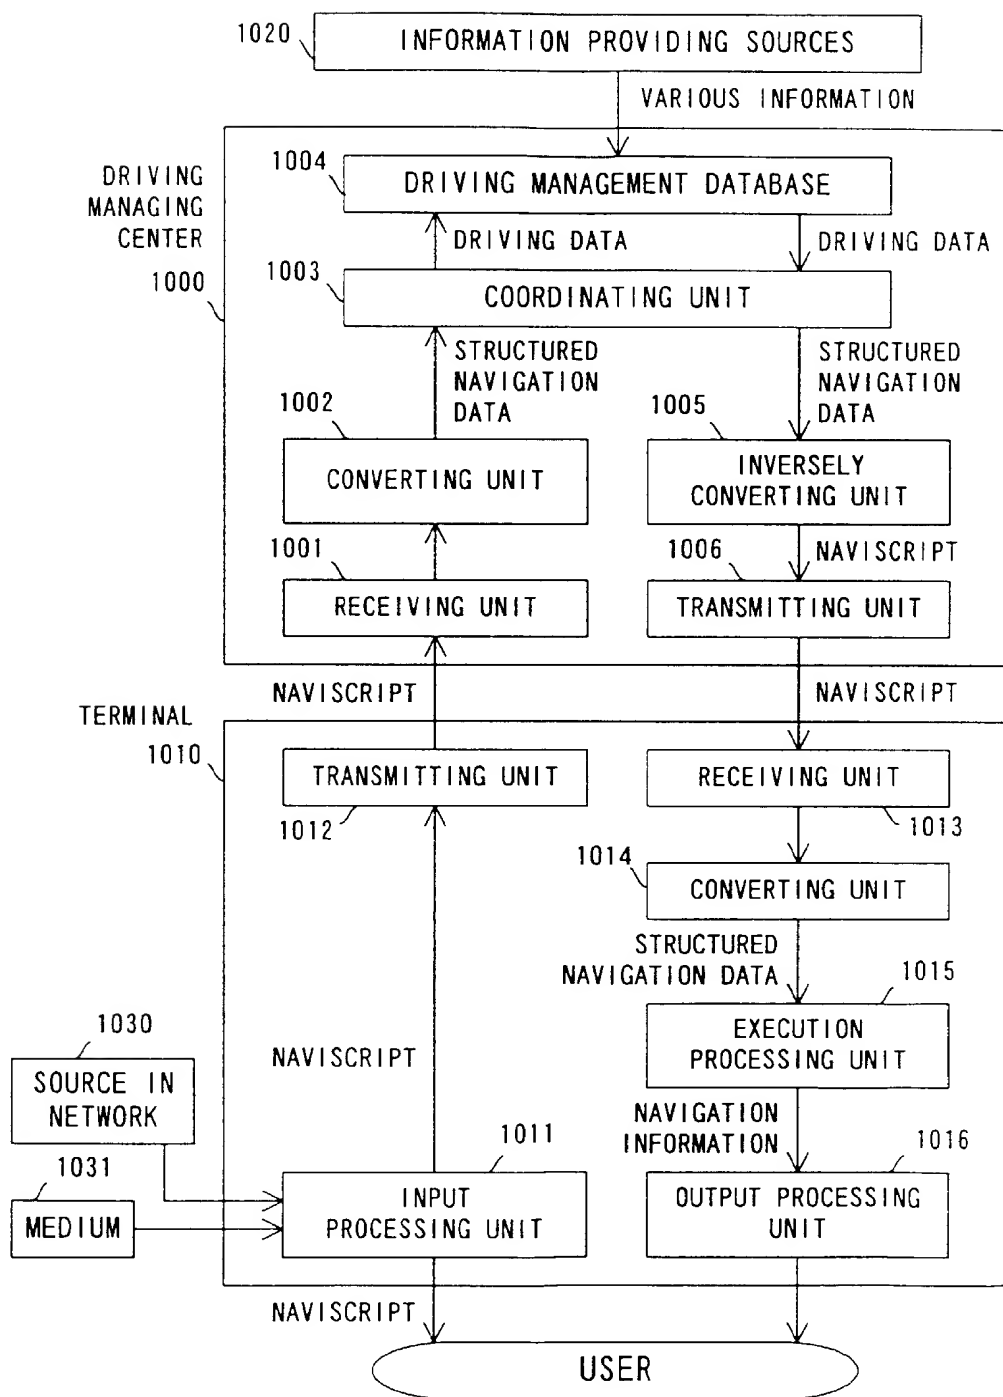 1020
INFORMATION PROVIDING SOURCES
VARIOUS INFORMATION
DRIVING
MANAGING
CENTER
1000
1004
DRIVING MANAGEMENT DATABASE
DRIVING DATA
DRIVING DATA
1003
COORDINATING UNIT
STRUCTURED
NAVIGATION
DATA
STRUCTURED
NAVIGATION
DATA
1002
CONVERTING UNIT
1005
INVERSELY
CONVERTING UNIT
1001
RECEIVING UNIT
NAVISCRIPT
1006
TRANSMITTING UNIT
NAVISCRIPT
NAVISCRIPT
TERMINAL
1010
TRANSMITTING UNIT
1012
RECEIVING UNIT
1013
1014
CONVERTING UNIT
STRUCTURED
NAVIGATION DATA
1015
EXECUTION
PROCESSING UNIT
NAVISCRIPT
1030
SOURCE IN
NETWORK
1031
MEDIUM
1011
INPUT
PROCESSING UNIT
NAVIGATION
INFORMATION
1016
OUTPUT PROCESSING
UNIT
NAVISCRIPT
USER